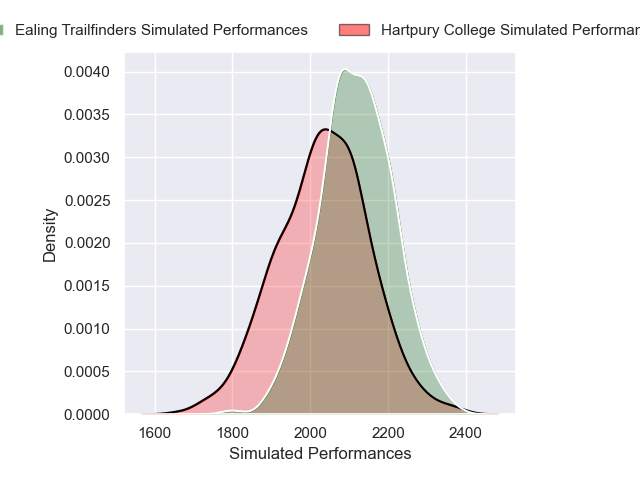 Ealing Trailfinders Simulated Performances
Hartpury College Simulated Performar
0.0040
0.0035
0.0030
0.0025
0.0020
0.0015
0.0010
0.0005
0.0000
Density
1600 1800 2000 2200 2400
Simulated Performances